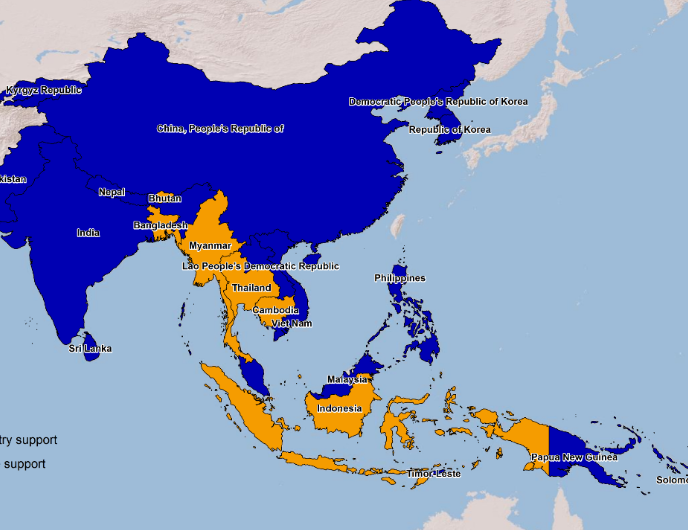 Kyrgyz Republic
Democratic People's Republic of Korea
China, People's Republic of
Republic of Korea
kistan
Nepal
Bhutan
Bangladesh
India
Myanmar
Lao People's Democratic Republic
Philippines
Thailand
Cambodia
Viet Nam
Sri Lanka
Malaysia
Indonesia
try support
Papua New Guinea
support
Timor-Leste
Solomo